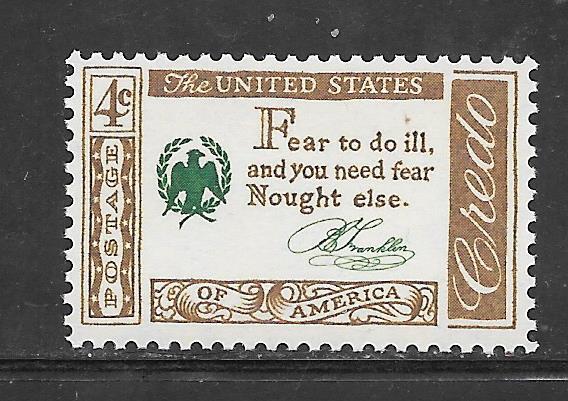 4c
POSTAGE
The UNITED STATES
Fear to do ill,
and you need fear
Nought else.
B Franklin
OF AMERICA
Credo